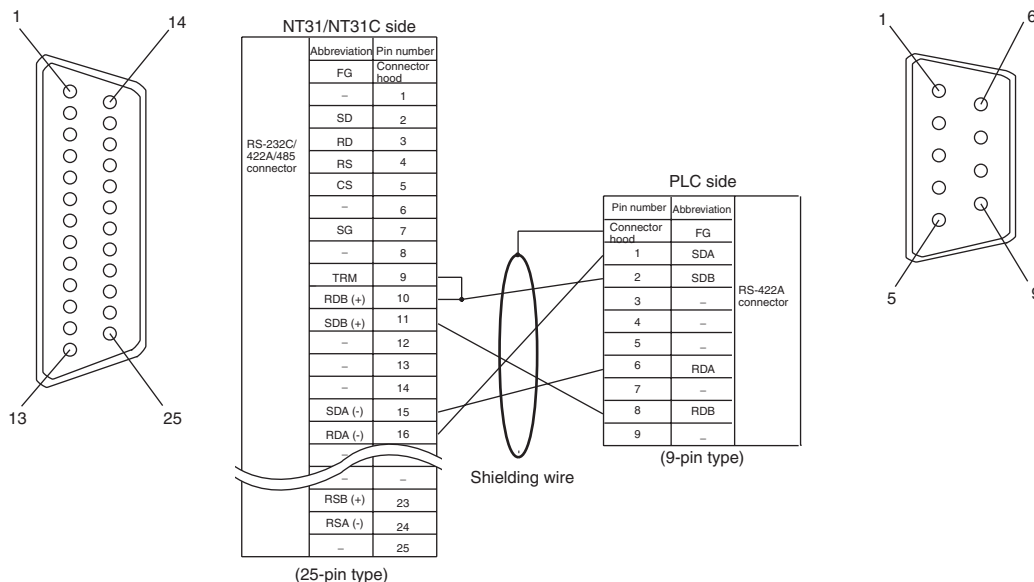 1
14
13
25
NT31/NT31C side
RS-232C/
422A/485
connector
Abbreviation Pin number
FG Connector hood
– 1
SD 2
RD 3
RS 4
CS 5
– 6
SG 7
– 8
TRM 9
RDB (+) 10
SDB (+) 11
– 12
– 13
– 14
SDA (-) 15
RDA (-) 16
–
– –
RSB (+) 23
RSA (-) 24
– 25
(25-pin type)
Shielding wire
PLC side
Pin number Abbreviation
Connector hood FG
1 SDA
2 SDB
3 –
4 –
5 –
6 RDA
7 –
8 RDB
9 –
RS-422A
connector
(9-pin type)
1
6
5
9